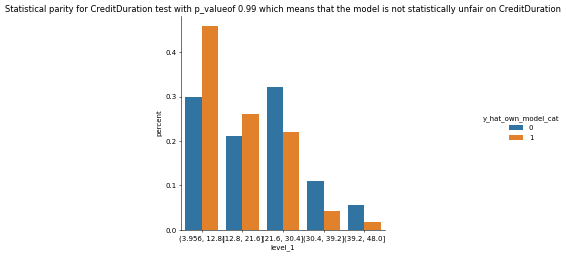 Statistical parity for CreditDuration test with p_valueof 0.99 which means that the model is not statistically unfair on CreditDuration
0.4
0.3
0.2
0.1
0.0
percent
(3.956, 12.8] (12.8, 21.6] (21.6, 30.4] (30.4, 39.2] (39.2, 48.0]
level_1
y_hat_own_model_cat
0
1